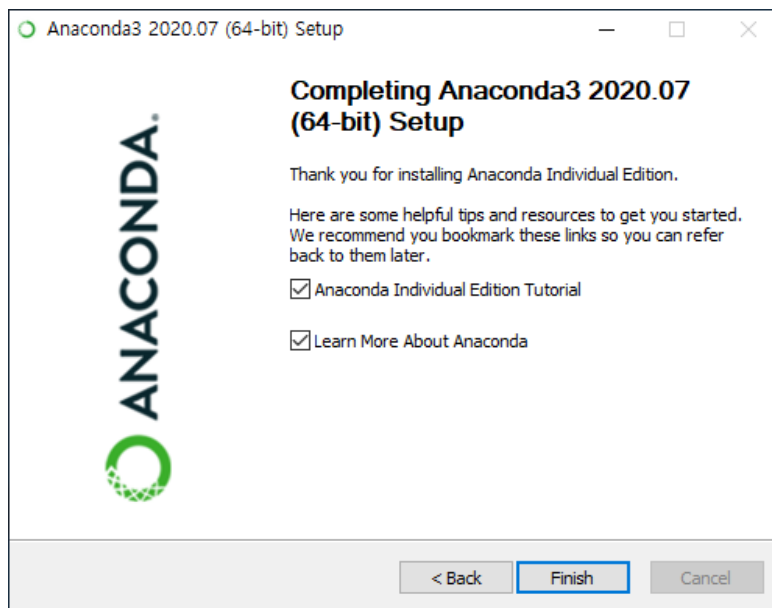 Anaconda3 2020.07 (64-bit) Setup
Completing Anaconda3 2020.07
(64-bit) Setup
ANACONDA.
Thank you for installing Anaconda Individual Edition.
Here are some helpful tips and resources to get you started.
We recommend you bookmark these links so you can refer
back to them later.
Anaconda Individual Edition Tutorial
Learn More About Anaconda
< Back
Finish
Cancel